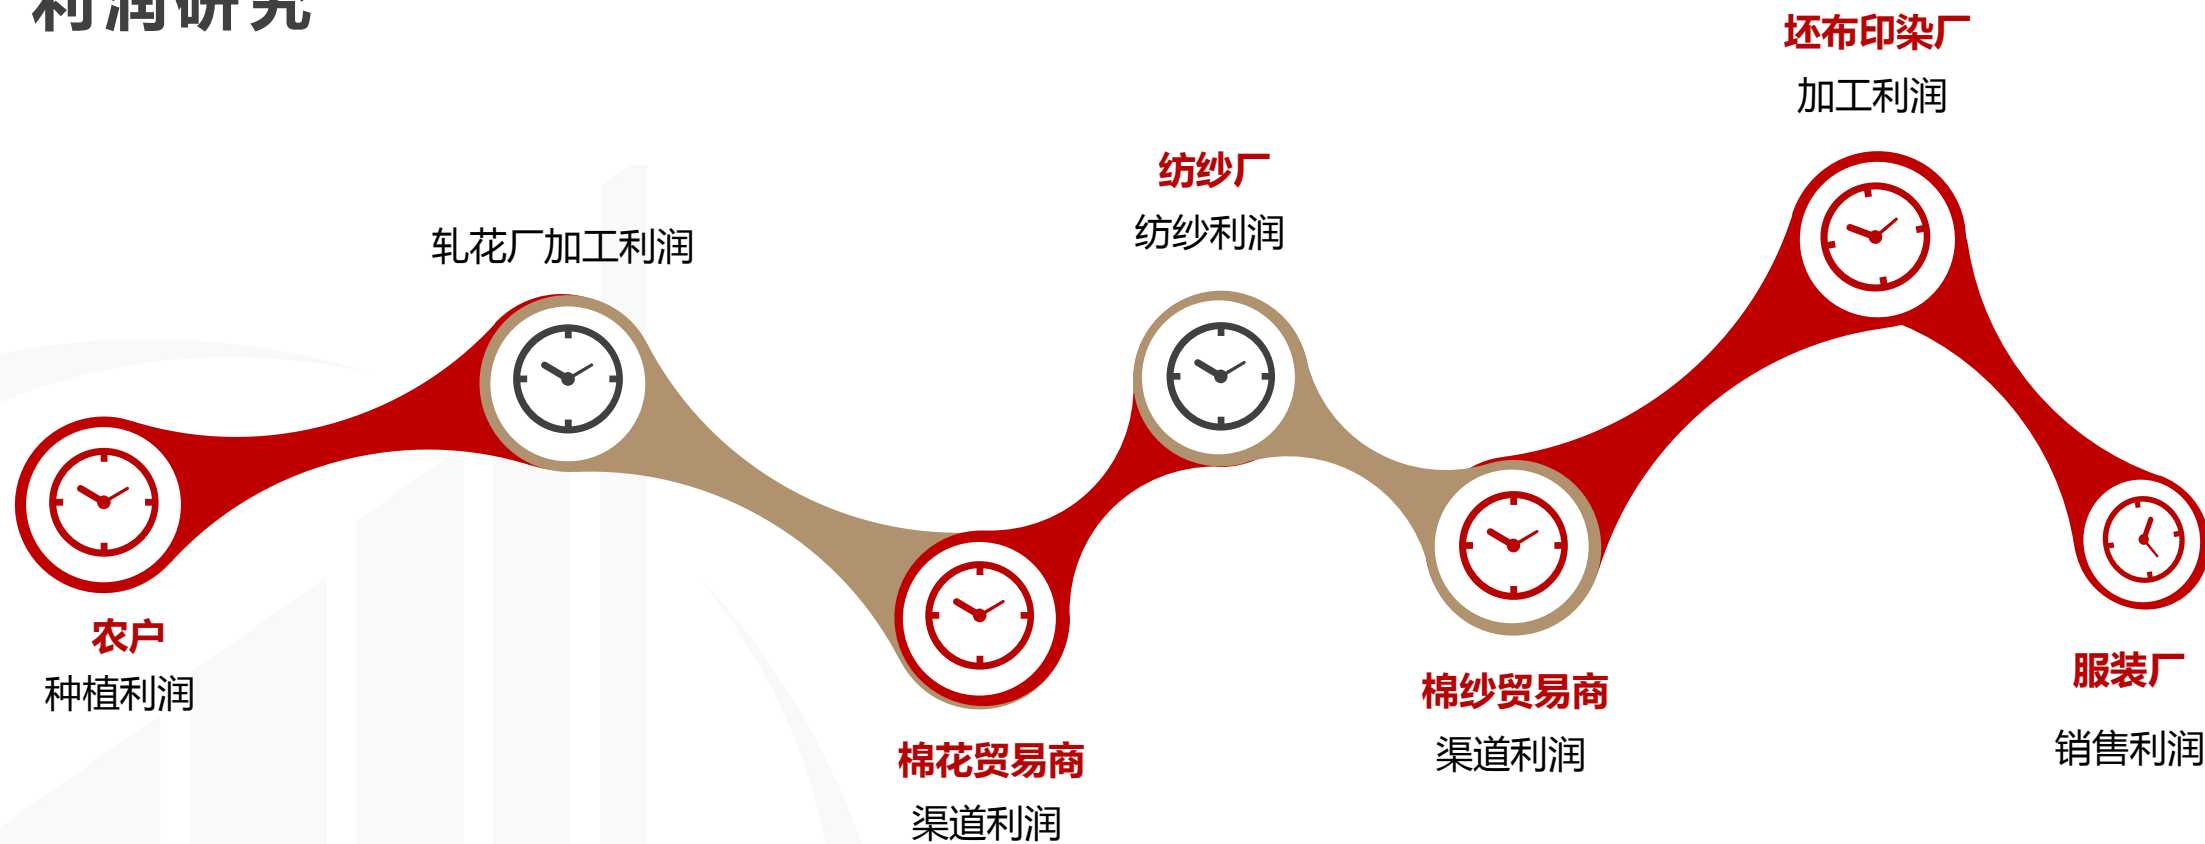 利润研究
农户
种植利润
轧花厂加工利润
棉花贸易商
渠道利润
纺纱厂
纺纱利润
棉纱贸易商
渠道利润
坯布印染厂
加工利润
服装厂
销售利润